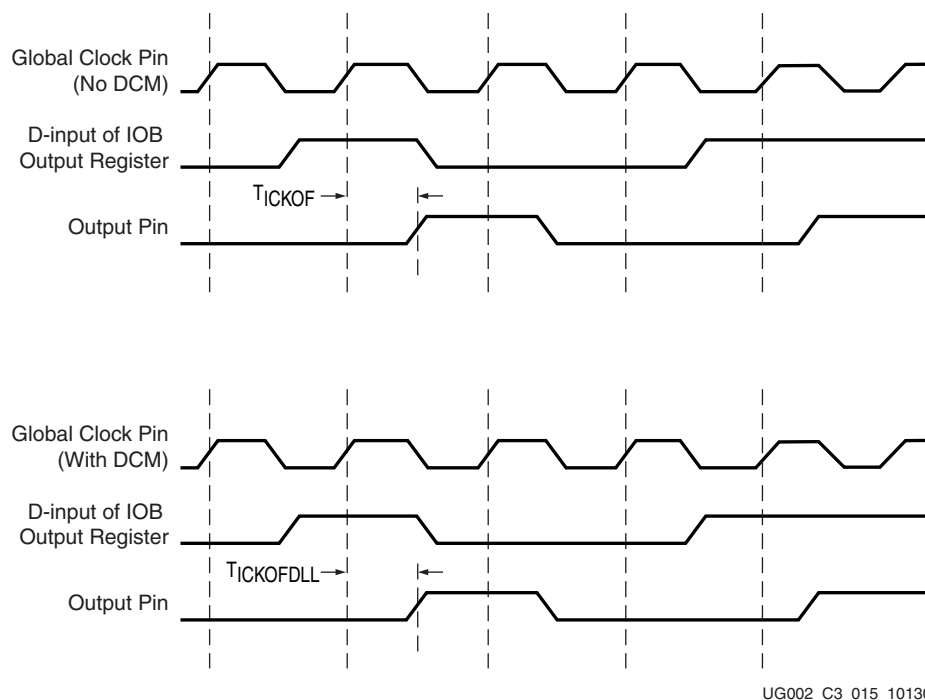 Global Clock Pin
(No DCM)
D-input of IOB
Output Register
TICKOF
Output Pin
Global Clock Pin
(With DCM)
D-input of IOB
Output Register
TICKOFDLL
Output Pin
UG002_C3_015_10130